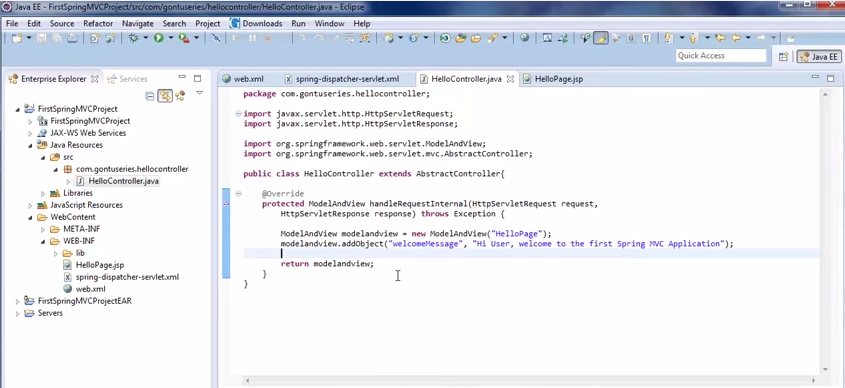 Java EE - FirstSpringMVCProject/src/com/gontuseries/hellocontroller/HelloController.java - Eclipse
File Edit Source Refactor Navigate Search Project Downloads Run Window Help
Quick Access
Java EE
Enterprise Explorer
Services
FirstSpringMVCProject
FirstSpringMVCProject
JAX-WS Web Services
Java Resources
src
com.gontuseries.hellocontroller
HelloController.java
Libraries
JavaScript Resources
WebContent
META-INF
WEB-INF
lib
HelloPage.jsp
spring-dispatcher-servlet.xml
web.xml
FirstSpringMVCProjectEAR
Servers
web.xml
spring-dispatcher-servlet.xml
HelloController.java
HelloPage.jsp
package com.gontuseries.hellocontroller;
import javax.servlet.http.HttpServletRequest;
import javax.servlet.http.HttpServletResponse;
import org.springframework.web.servlet.ModelAndView;
import org.springframework.web.servlet.mvc.AbstractController;
public class HelloController extends AbstractController{
@Override
protected ModelAndView handleRequestInternal(HttpServletRequest request,
HttpServletResponse response) throws Exception {
ModelAndView modelandview = new ModelAndView("HelloPage");
modelandview.addObject("welcomeMessage", "Hi User, welcome to the first Spring MVC Application");
return modelandview;
}
}